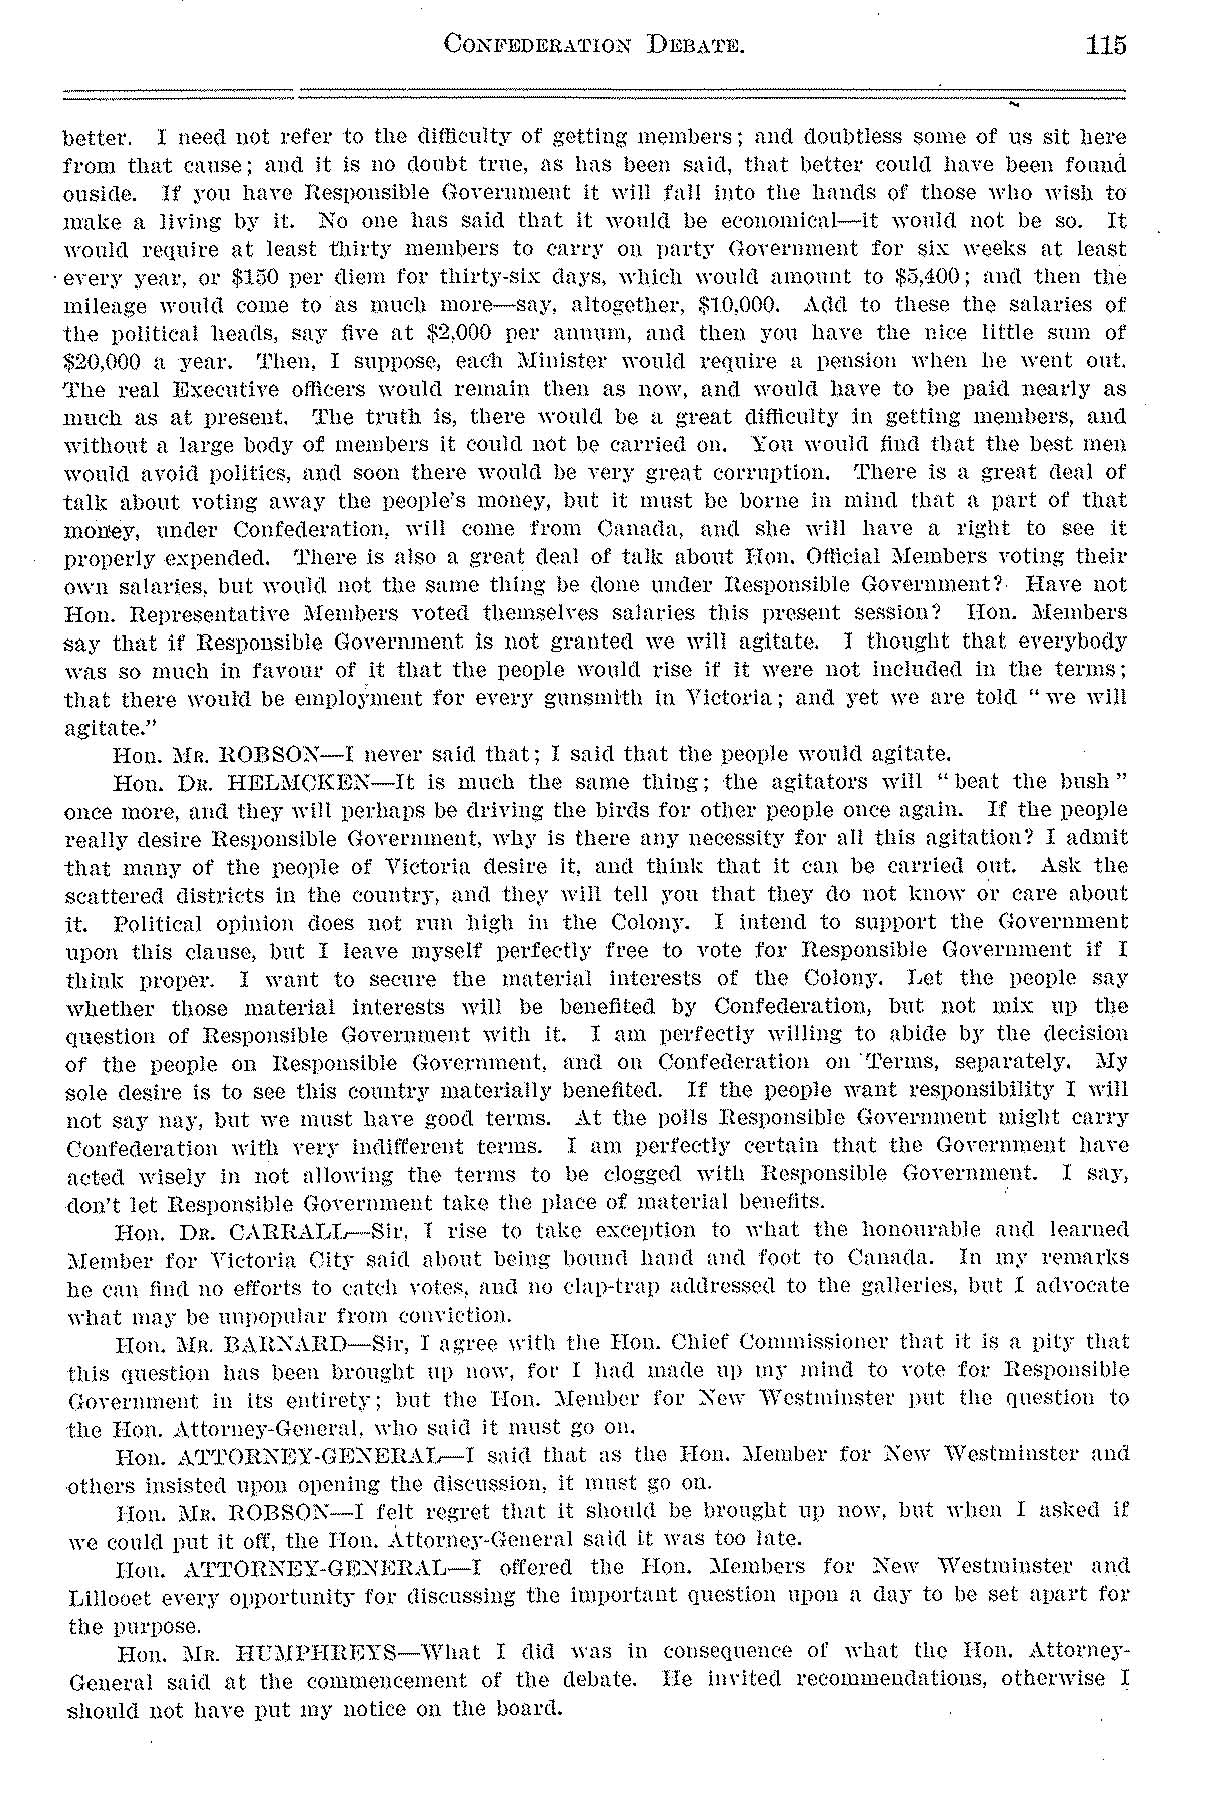 CONFEDERATION DEBATE. 115
better. I need not refer to the difficulty of getting members; and doubtless some of us sit here
from that cause; and it is no doubt true, as has been said, that better could have been found
ouside. If you have Responsible Government it will fall into the hands of those who wish to
make a living by it. No one has said that it would be economical—it would not be so. It
would require at least thirty members to carry on party Government for six weeks at least
every year, or $150 per diem for thirty-six days, which would amount to $5,400; and then the
mileage would come to as much more—say, altogether, $10,000. Add to these the salaries of
the political heads, say five at $2,000 per annum, and then you have the nice little sum of
$20,000 a year. Then, I suppose, each Minister would require a pension when he went out.
The real Executive officers would remain then as now, and would have to be paid nearly as
much as at present. The truth is, there would be a great difficulty in getting members, and
without a large body of members it could not be carried on. You would find that the best men
would avoid politics, and soon there would be very great corruption. There is a great deal of
talk about voting away the people's money, but it must be borne in mind that a part of that
money, under Confederation, will come from Canada, and she will have a right to see it
properly expended. There is also a great deal of talk about Hon. Official Members voting their
own salaries, but would not the same thing be done under Responsible Government? Have not
Hon. Representative Members voted themselves salaries this present session? Hon. Members
say that if Responsible Government is not granted we will agitate. I thought that everybody
was so much in favour of it that the people would rise if it were not included in the terms;
that there would be employment for every gunsmith in Victoria; and yet we are told "we will
agitate."
Hon. MR. ROBSON—I never said that; I said that the people would agitate.
Hon. DR. HELMCKEN—It is much the same thing; the agitators will "beat the bush"
once more, and they will perhaps be driving the birds for other people once again. If the people
really desire Responsible Government, why is there any necessity for all this agitation? I admit
that many of the people of Victoria desire it, and think that it can be carried out. Ask the
scattered districts in the country, and they will tell you that they do not know or care about
it. Political opinion does not run high in the Colony. I intend to support the Government
upon this clause, but I leave myself perfectly free to vote for Responsible Government if I
think proper. I want to secure the material interests of the Colony. Let the people say
whether those material interests will be benefited by Confederation, but not mix up the
question of Responsible Government with it. I am perfectly willing to abide by the decision
of the people on Responsible Government, and on Confederation on Terms, separately. My
sole desire is to see this country materially benefited. If the people want responsibility I will
not say nay, but we must have good terms. At the polls Responsible Government might carry
Confederation with very indifferent terms. I am perfectly certain that the Government have
acted wisely in not allowing the terms to be clogged with Responsible Government. I say,
don't let Responsible Government take the place of material benefits.
Hon. DR. CARRALL—Sir, I rise to take exception to what the honourable and learned
Member for Victoria City said about being bound hand and foot to Canada. In my remarks
he can find no efforts to catch votes, and no clap-trap addressed to the galleries, but I advocate
what may be unpopular from conviction.
Hon. MR. BARNARD—Sir, I agree with the Hon. Chief Commissioner that it is a pity that
this question has been brought up now, for I had made up my mind to vote for Responsible
Government in its entirety; but the Hon. Member for New Westminster put the question to
the Hon. Attorney-General, who said it must go on.
Hon. ATTORNEY-GENERAL—I said that as the Hon. Member for New Westminster and
others insisted upon opening the discussion, it must go on.
Hon. MR. ROBSON—I felt regret that it should be brought up now, but when I asked if
we could put it off, the Hon. Attorney-General said it was too late.
Hon. ATTORNEY-GENERAL—I offered the Hon. Members for New Westminster and
Lillooet every opportunity for discussing the important question upon a day to be set apart for
the purpose.
Hon. MR. HUMPHREYS—What I did was in consequence of what the Hon. Attorney-
General said at the commencement of the debate. He invited recommendations, otherwise I
should not have put my notice on the board.